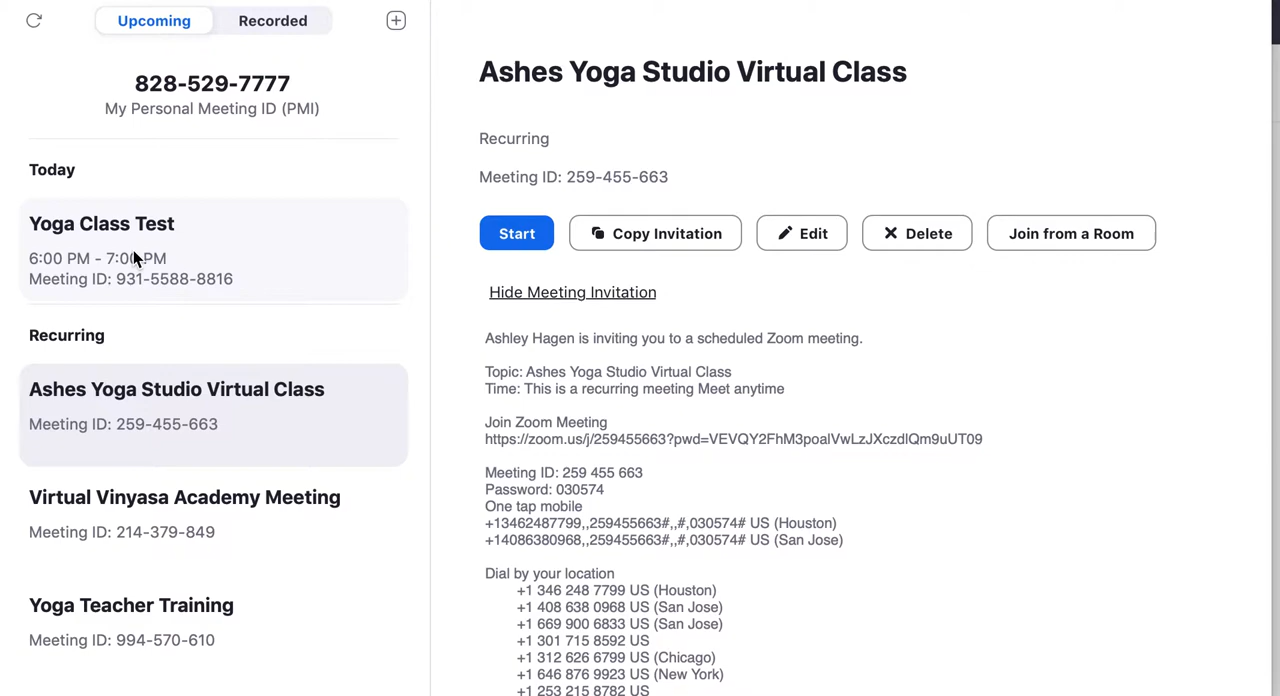 Upcoming
Recorded
828-529-7777
My Personal Meeting ID (PMI)
Today
Yoga Class Test
6:00 PM - 7:00 PM
Meeting ID: 931-5588-8816
Recurring
Ashes Yoga Studio Virtual Class
Meeting ID: 259-455-663
Virtual Vinyasa Academy Meeting
Meeting ID: 214-379-849
Yoga Teacher Training
Meeting ID: 994-570-610
Ashes Yoga Studio Virtual Class
Recurring
Meeting ID: 259-455-663
Start
Copy Invitation
Edit
Delete
Join from a Room
Hide Meeting Invitation
Ashley Hagen is inviting you to a scheduled Zoom meeting.
Topic: Ashes Yoga Studio Virtual Class
Time: This is a recurring meeting Meet anytime
Join Zoom Meeting
https://zoom.us/j/259455663?pwd=VEVQY2FhM3poalVwLzJXczdlQm9uUT09
Meeting ID: 259 455 663
Password: 030574
One tap mobile
+13462487799,,259455663#,,#,030574# US (Houston)
+14086380968,,259455663#,,#,030574# US (San Jose)
Dial by your location
+1 346 248 7799 US (Houston)
+1 408 638 0968 US (San Jose)
+1 669 900 6833 US (San Jose)
+1 301 715 8592 US
+1 312 626 6799 US (Chicago)
+1 646 876 9923 US (New York)
+1 253 215 8782 US